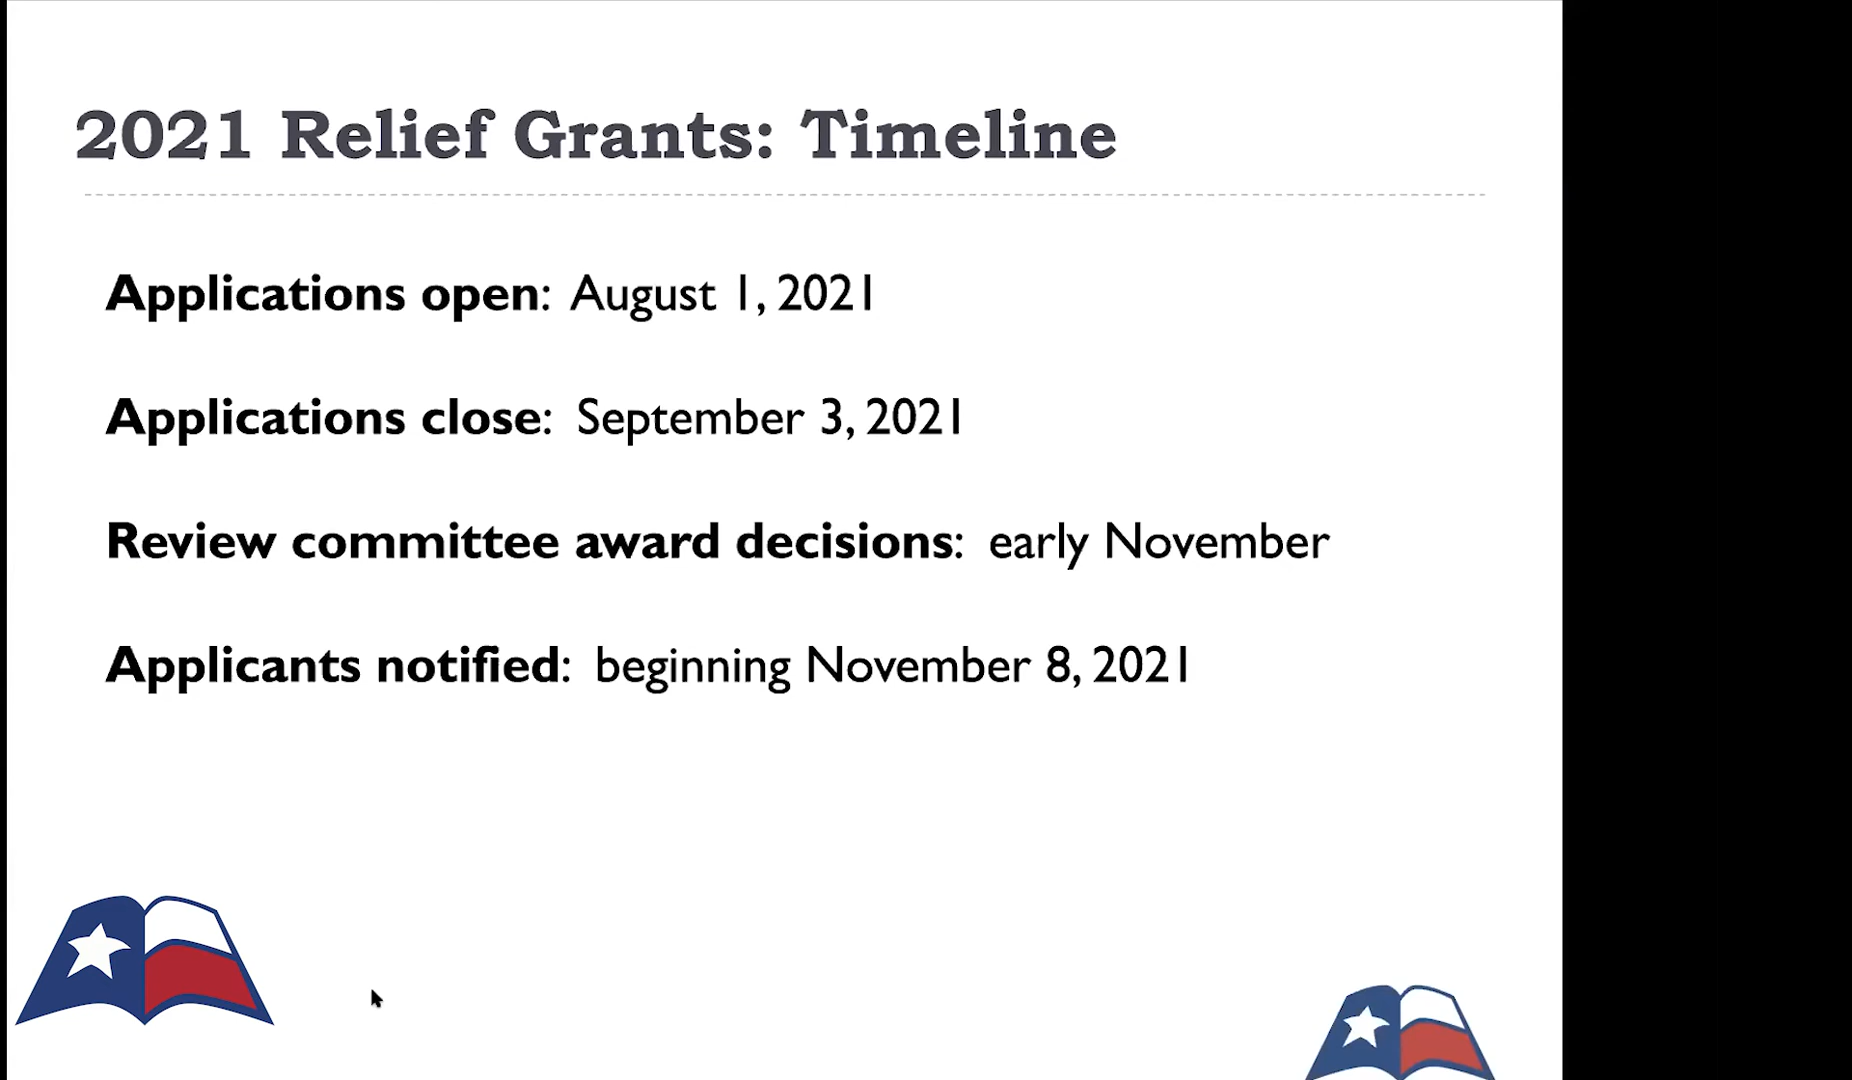 2021 Relief Grants: Timeline
Applications open: August 1, 2021
Applications close: September 3, 2021
Review committee award decisions: early November
Applicants notified: beginning November 8, 2021